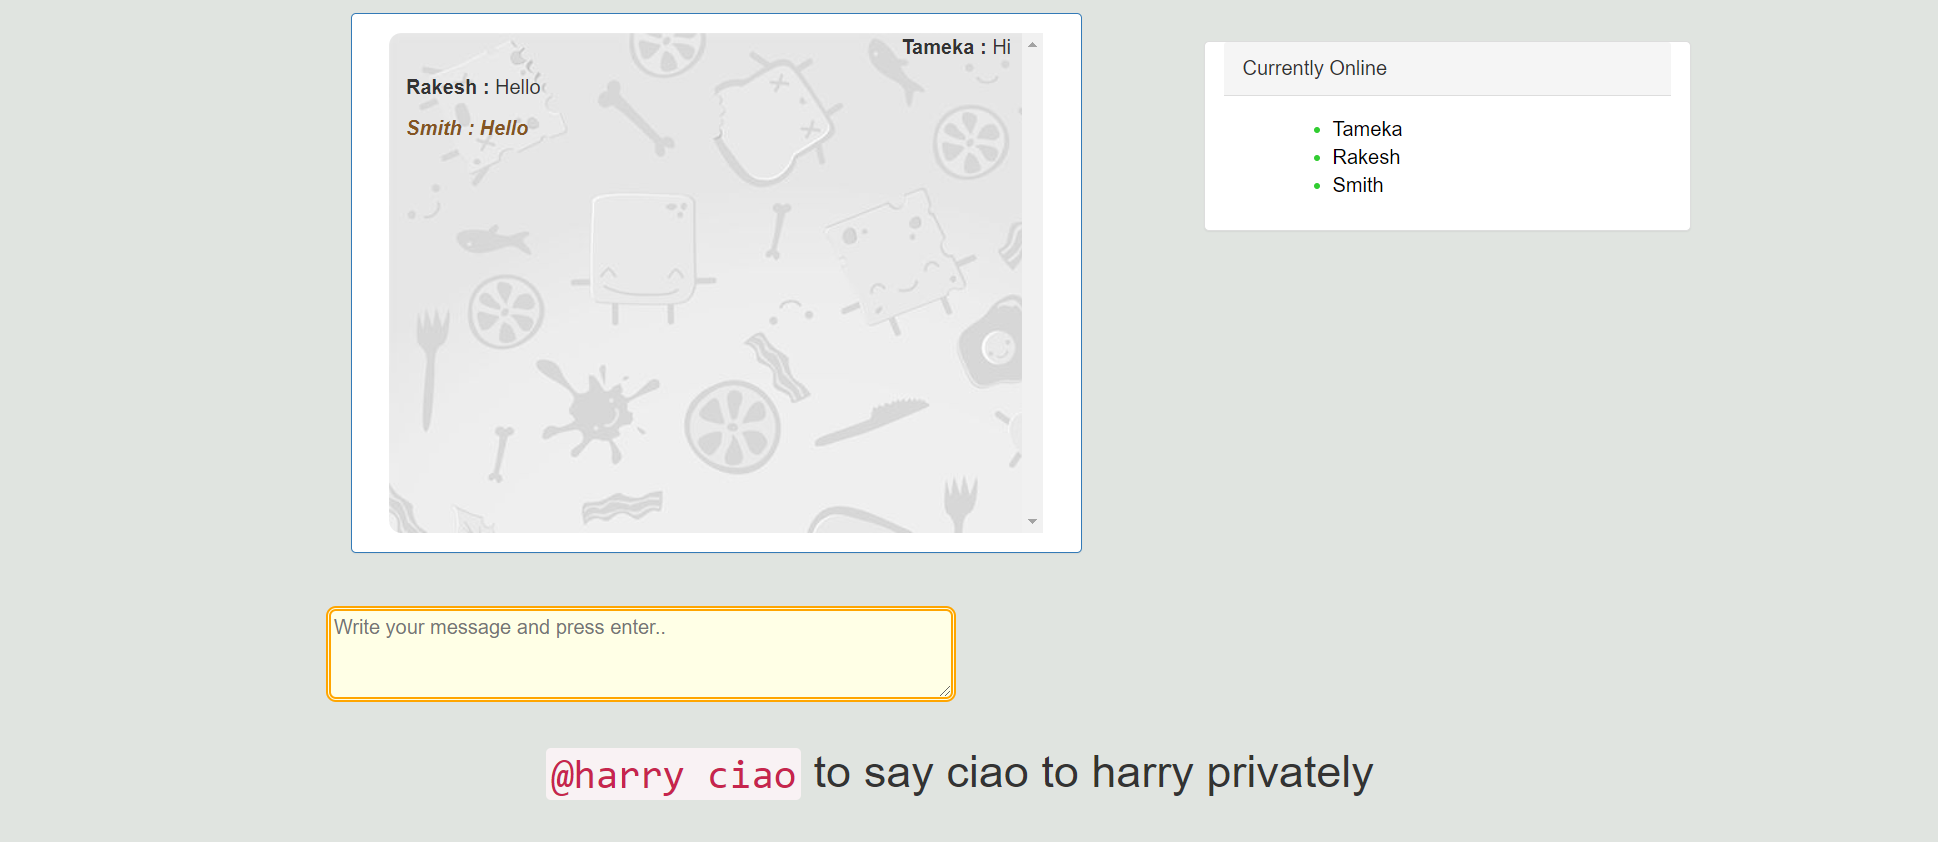 Tameka : Hi
Rakesh : Hello
Smith : Hello
Currently Online
Tameka
Rakesh
Smith
Write your message and press enter..
@harry ciao to say ciao to harry privately